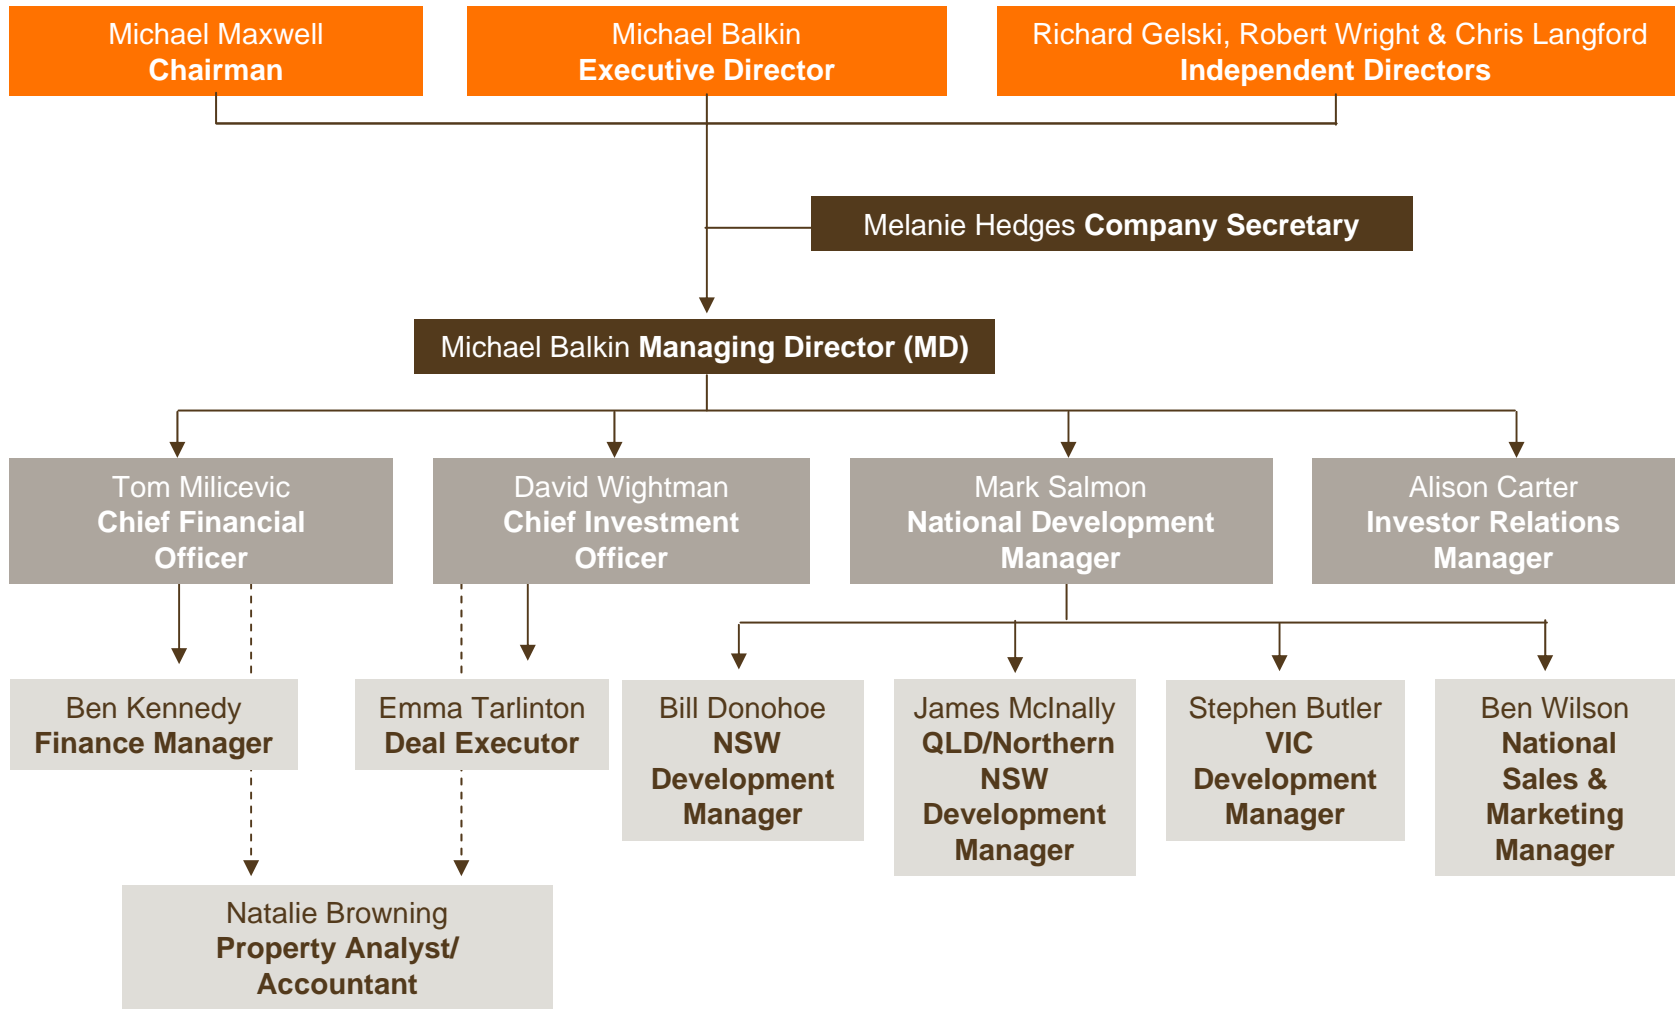 Michael Maxwell
Chairman
Michael Balkin
Executive Director
Richard Gelski, Robert Wright & Chris Langford
Independent Directors
Melanie Hedges Company Secretary
Michael Balkin Managing Director (MD)
Tom Milicevic
Chief Financial
Officer
David Wightman
Chief Investment
Officer
Mark Salmon
National Development
Manager
Alison Carter
Investor Relations
Manager
Ben Kennedy
Finance Manager
Emma Tarlinton
Deal Executor
Bill Donohoe
NSW
Development
Manager
James McInally
QLD/Northern
NSW
Development
Manager
Stephen Butler
VIC
Development
Manager
Ben Wilson
National
Sales &
Marketing
Manager
Natalie Browning
Property Analyst/
Accountant